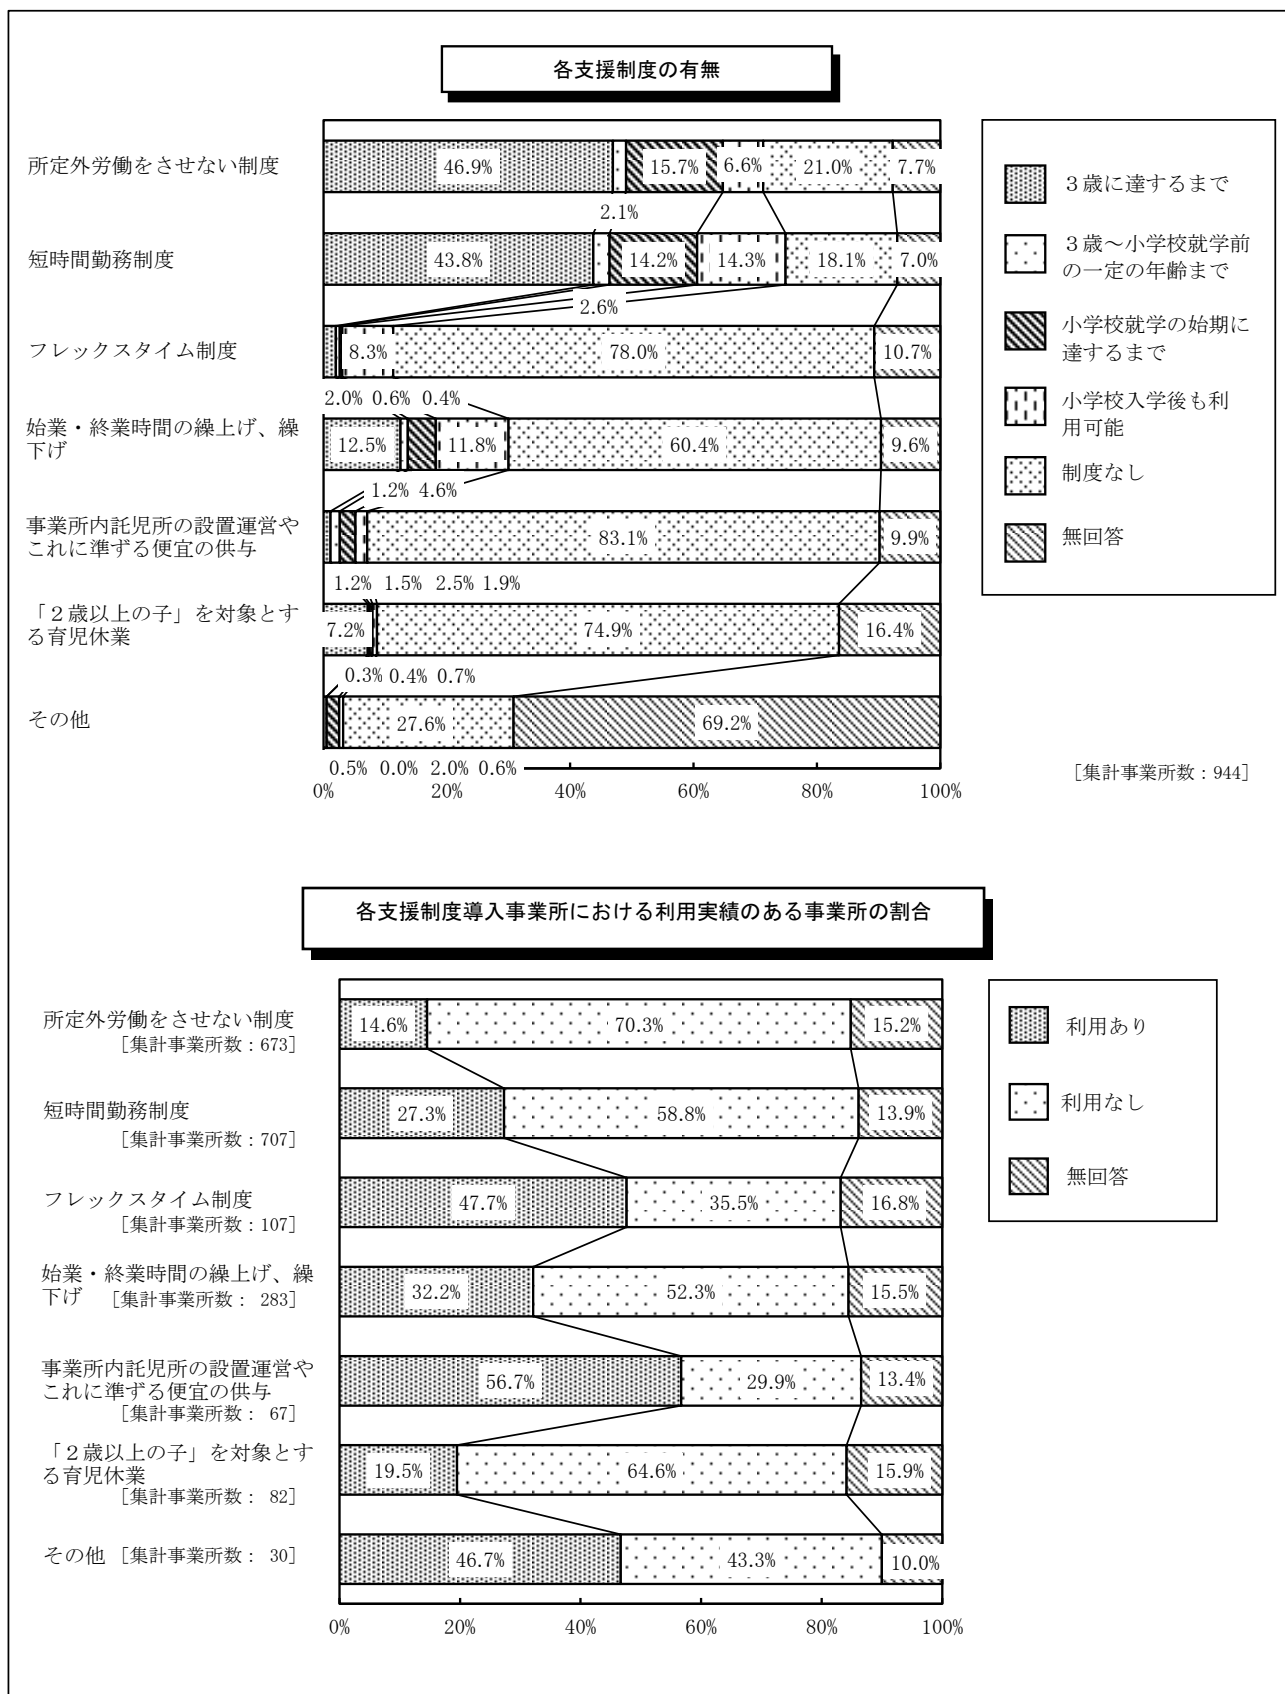 各支援制度の有無
所定外労働をさせない制度
46.9%
15.7%
6.6%
21.0%
7.7%
2.1%
短時間勤務制度
43.8%
14.2%
14.3%
18.1%
7.0%
2.6%
フレックスタイム制度
8.3%
78.0%
10.7%
2.0% 0.6% 0.4%
始業・終業時間の繰上げ、繰
下げ
12.5%
11.8%
60.4%
9.6%
1.2% 4.6%
事業所内託児所の設置運営や
これに準ずる便宜の供与
83.1%
9.9%
1.2% 1.5% 2.5% 1.9%
「２歳以上の子」を対象とす
る育児休業
7.2%
74.9%
16.4%
0.3% 0.4% 0.7%
その他
27.6%
69.2%
0.5% 0.0% 2.0% 0.6%
0% 20% 40% 60% 80% 100%
３歳に達するまで
３歳～小学校就学前
の一定の年齢まで
小学校就学の始期に
達するまで
小学校入学後も利
用可能
制度なし
無回答
［集計事業所数：944］
各支援制度導入事業所における利用実績のある事業所の割合
所定外労働をさせない制度
［集計事業所数：673］
14.6%
70.3%
15.2%
短時間勤務制度
［集計事業所数：707］
27.3%
58.8%
13.9%
フレックスタイム制度
［集計事業所数：107］
47.7%
35.5%
16.8%
始業・終業時間の繰上げ、繰
下げ ［集計事業所数： 283］
32.2%
52.3%
15.5%
事業所内託児所の設置運営や
これに準ずる便宜の供与
［集計事業所数： 67］
56.7%
29.9%
13.4%
「２歳以上の子」を対象とす
る育児休業
［集計事業所数： 82］
19.5%
64.6%
15.9%
その他 ［集計事業所数： 30］
46.7%
43.3%
10.0%
0% 20% 40% 60% 80% 100%
利用あり
利用なし
無回答